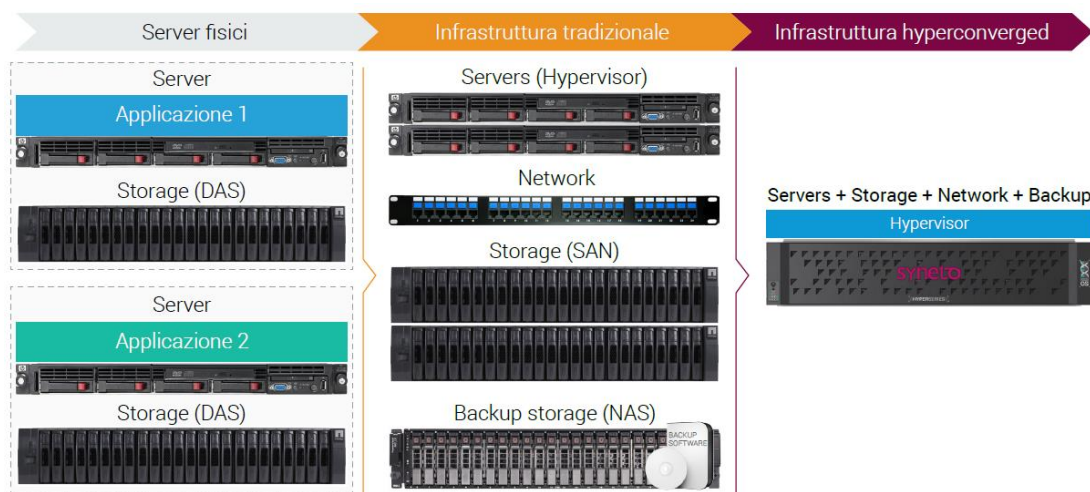 Server fisici
Infrastruttura tradizionale
Infrastruttura hyperconverged
Server
Applicazione 1
Storage (DAS)
Server
Applicazione 2
Storage (DAS)
Servers (Hypervisor)
Network
Storage (SAN)
Backup storage (NAS)
BACKUP
SOFTWARE
Servers + Storage + Network + Backup
Hypervisor
syneto